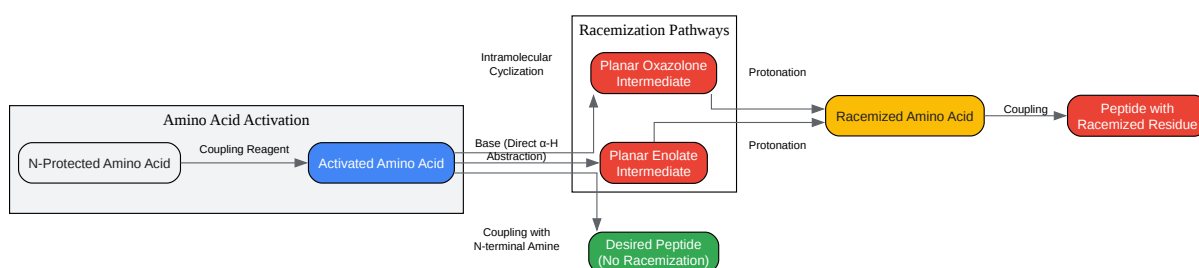 Racemization Pathways
Intramolecular
Cyclization
Planar Oxazolone
Intermediate
Protonation
Amino Acid Activation
N-Protected Amino Acid
Coupling Reagent
Activated Amino Acid
Base (Direct α-H
Abstraction)
Planar Enolate
Intermediate
Protonation
Racemized Amino Acid
Coupling
Peptide with
Racemized Residue
Coupling with
N-terminal Amine
Desired Peptide
(No Racemization)